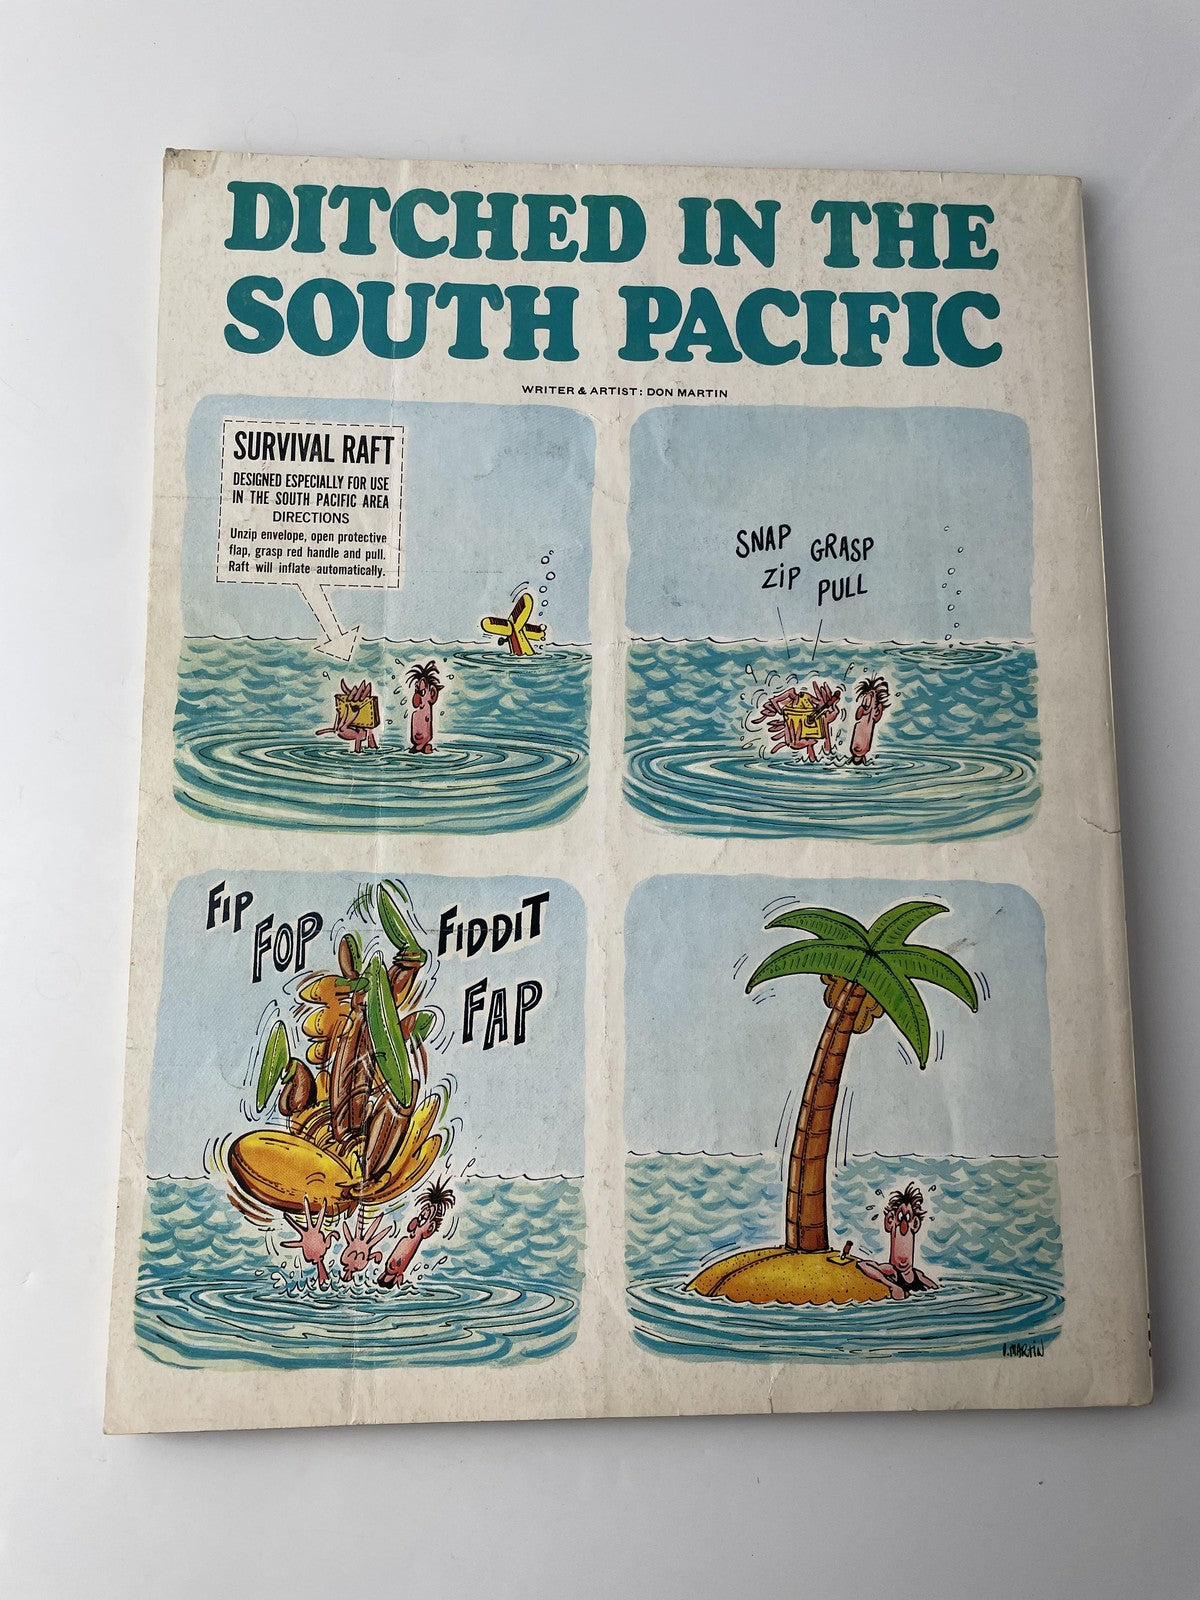 DITCHED IN THE
SOUTH PACIFIC
WRITER & ARTIST: DON MARTIN
SURVIVAL RAFT
DESIGNED ESPECIALLY FOR USE
IN THE SOUTH PACIFIC AREA
DIRECTIONS
Unzip envelope, open protective
flap, grasp red handle and pull.
Raft will inflate automatically.
SNAP
GRASP
ZIP
PULL
FIP
FOP
FIDDIT
FAP
D. MARTIN